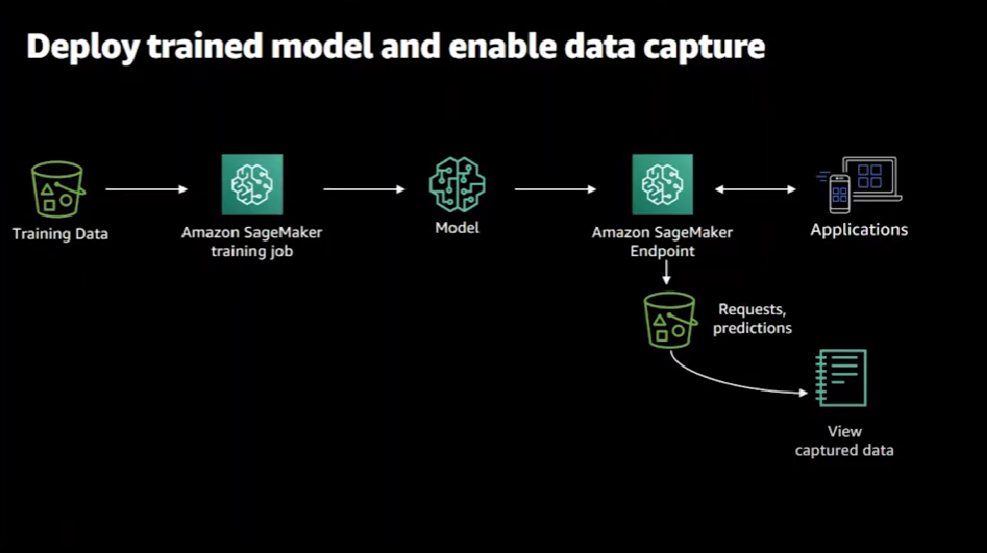 Deploy trained model and enable data capture
Training Data
Amazon SageMaker
training job
Model
Amazon SageMaker
Endpoint
Applications
Requests,
predictions
View
captured data